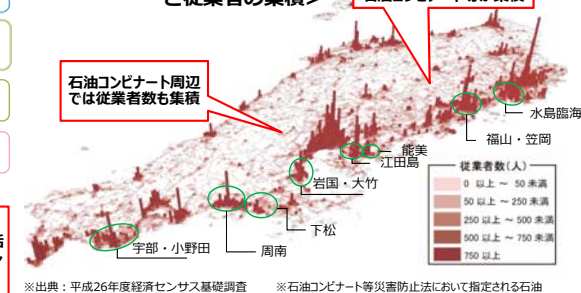 と従業者の集積＞
石油コンビナート周辺
では従業者数も集積
水島臨海
福山・笠岡
能美
江田島
岩国・大竹
下松
周南
宇部・小野田
従業者数（人）
0 以上 ～ 50 未満
50 以上 ～ 250 未満
250 以上 ～ 500 未満
500 以上 ～ 750 未満
750 以上
※出典：平成26年度経済センサス基礎調査
※石油コンビナート等災害防止法において指定される石油